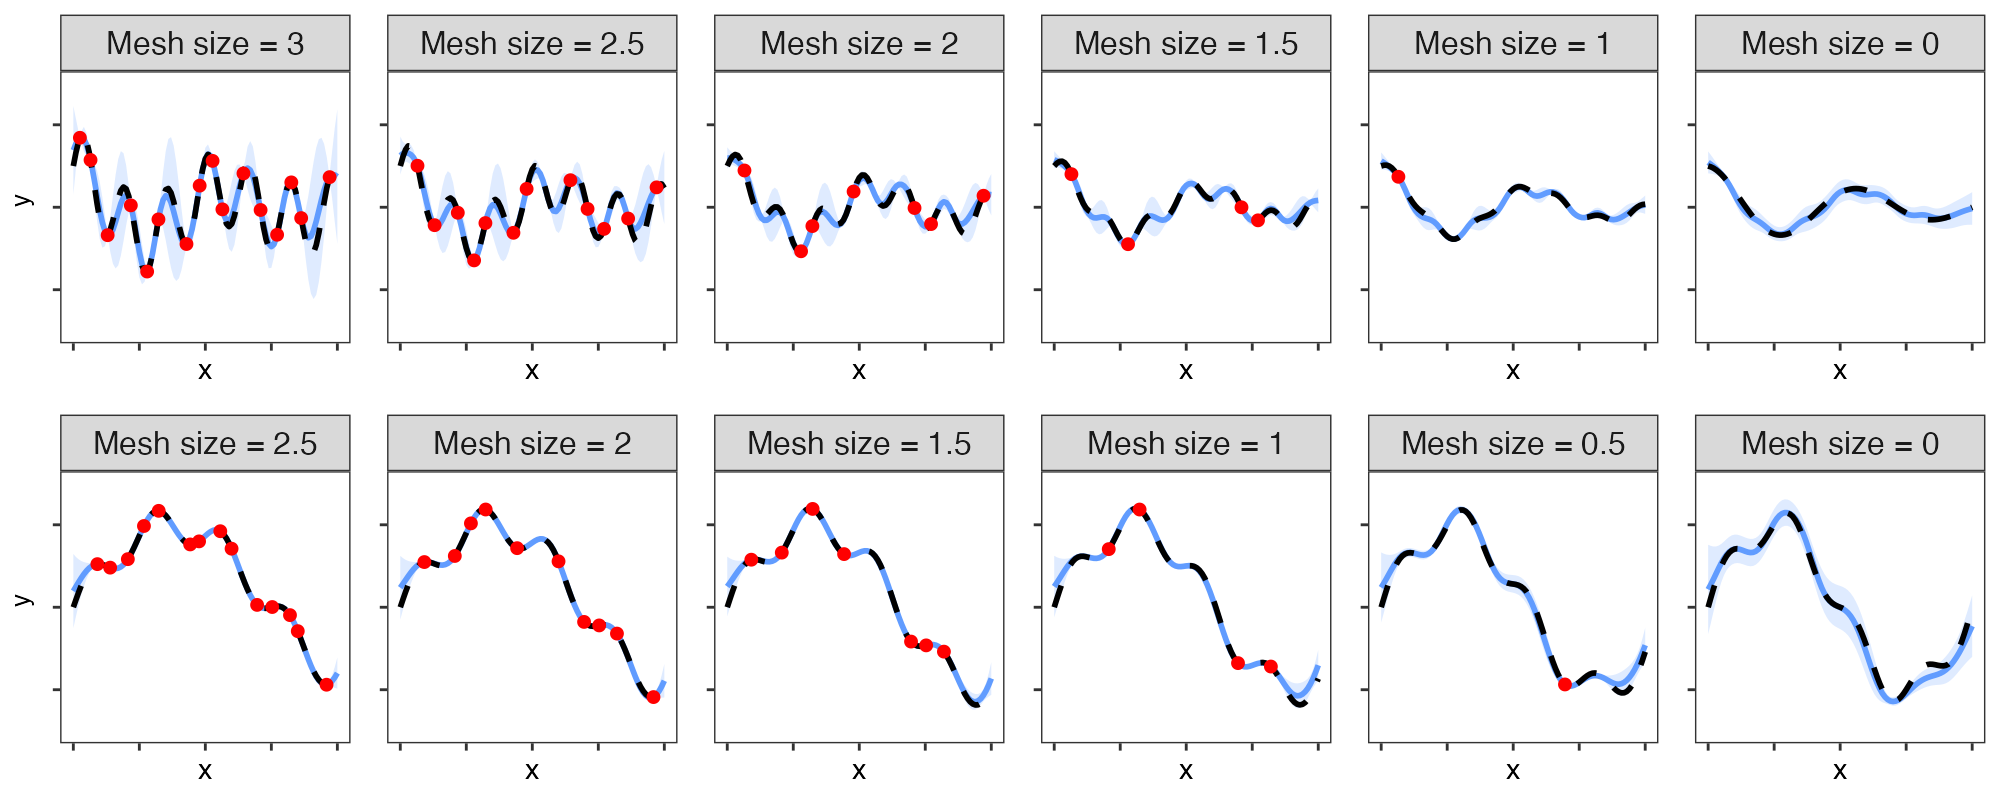 Mesh size = 3
Mesh size = 2.5
Mesh size = 2
Mesh size = 1.5
Mesh size = 1
Mesh size = 0
y
x
x
x
x
x
x
Mesh size = 2.5
Mesh size = 2
Mesh size = 1.5
Mesh size = 1
Mesh size = 0.5
Mesh size = 0
y
x
x
x
x
x
x